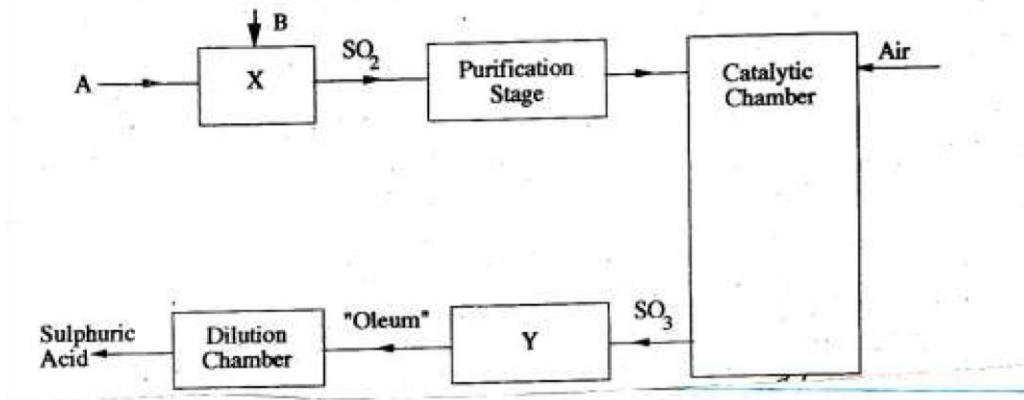 B
A
X
SO2
Purification
Stage
Catalytic
Chamber
Air
Sulphuric
Acid
Dilution
Chamber
"Oleum"
Y
SO3